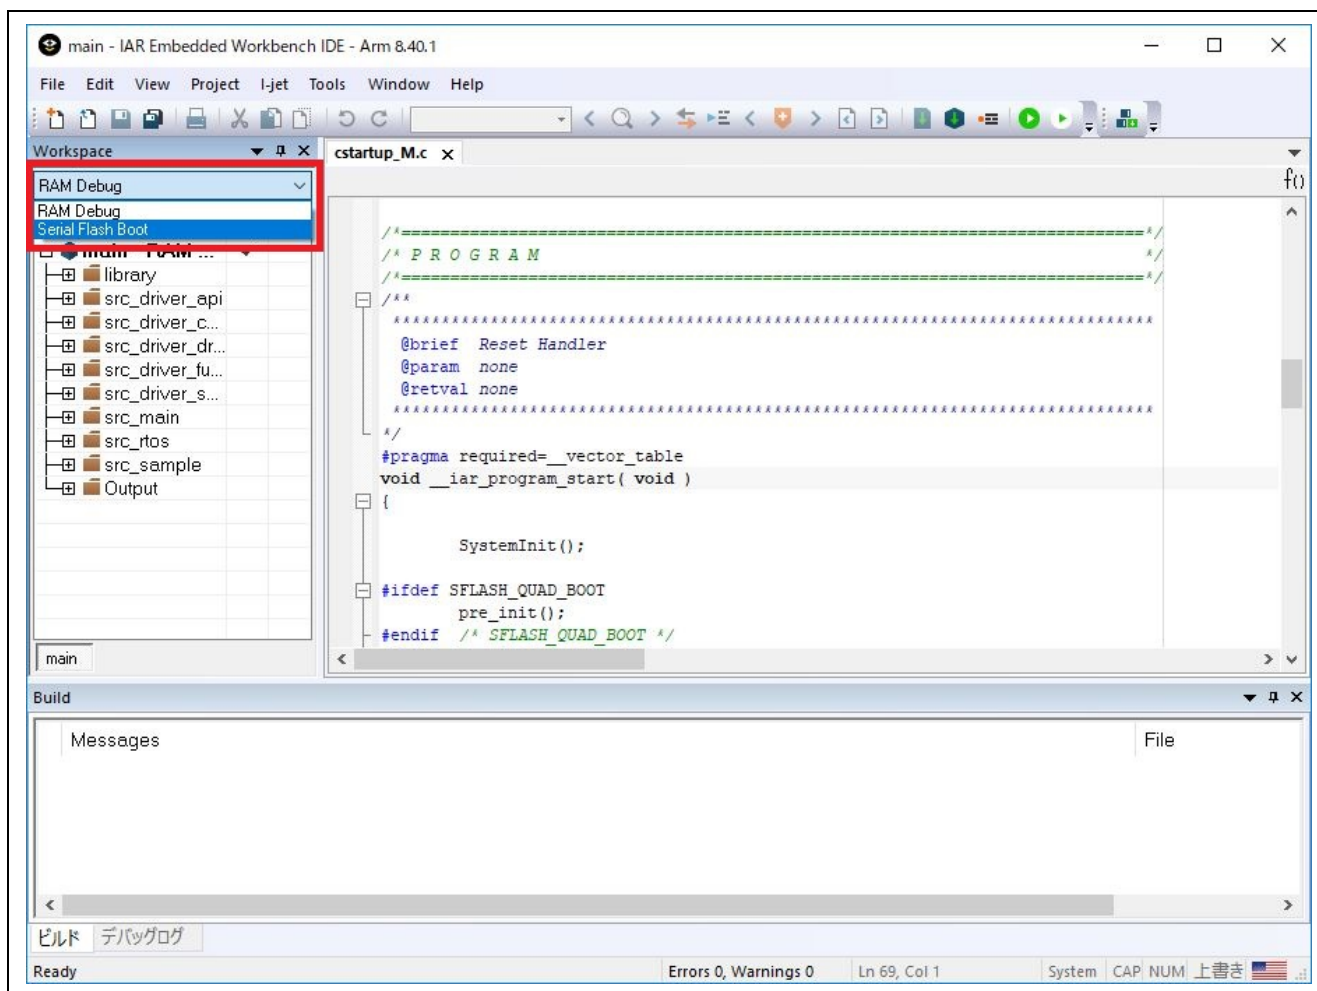 main - IAR Embedded Workbench IDE - Arm 8.40.1
File Edit View Project I-jet Tools Window Help
Workspace
cstartup_M.c
RAM Debug
f()
RAM Debug
Serial Flash Boot
library
src_driver_api
src_driver_c...
src_driver_dr...
src_driver_fu...
src_driver_s...
src_main
src_rtos
src_sample
Output
main
/*===========================================================================*/
/* P R O G R A M */
/*===========================================================================*/
/**
******************************************************************************
@brief Reset Handler
@param none
@retval none
******************************************************************************
*/
#pragma required=__vector_table
void __iar_program_start( void )
{
SystemInit();
#ifdef SFLASH_QUAD_BOOT
pre_init();
#endif /* SFLASH_QUAD_BOOT */
Build
Messages File
ビルド デバッグログ
Ready Errors 0, Warnings 0 Ln 69, Col 1 System CAP NUM 上書き